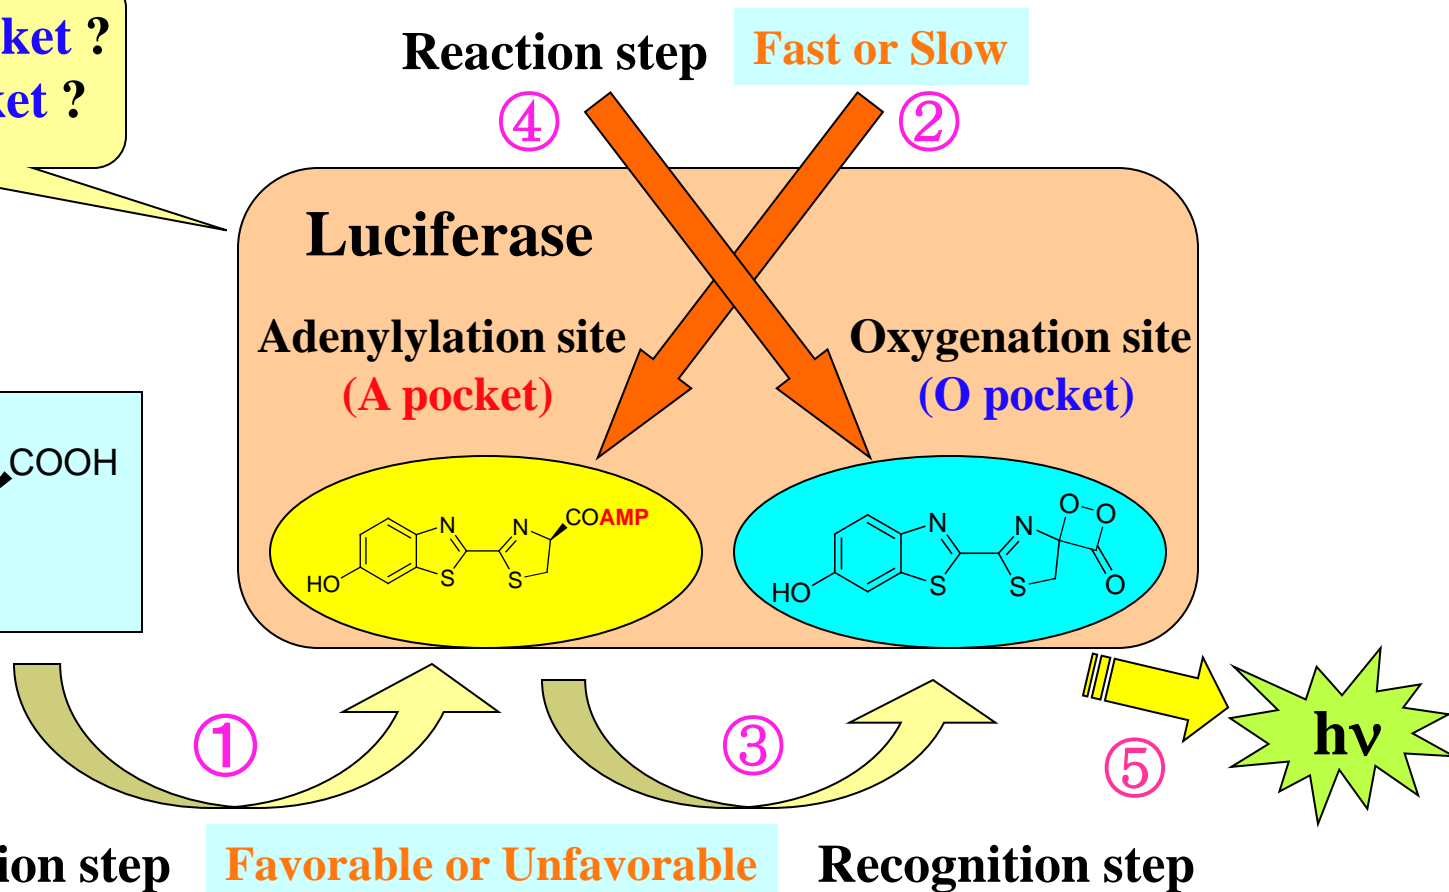 ket ?
ket ?
Reaction step
Fast or Slow
④
②
Luciferase
Adenylylation site
(A pocket)
Oxygenation site
(O pocket)
COOH
HO
S
N
S
N
COAMP
HO
S
N
S
N
O
O
O
①
③
⑤
hν
ion step
Favorable or Unfavorable
Recognition step